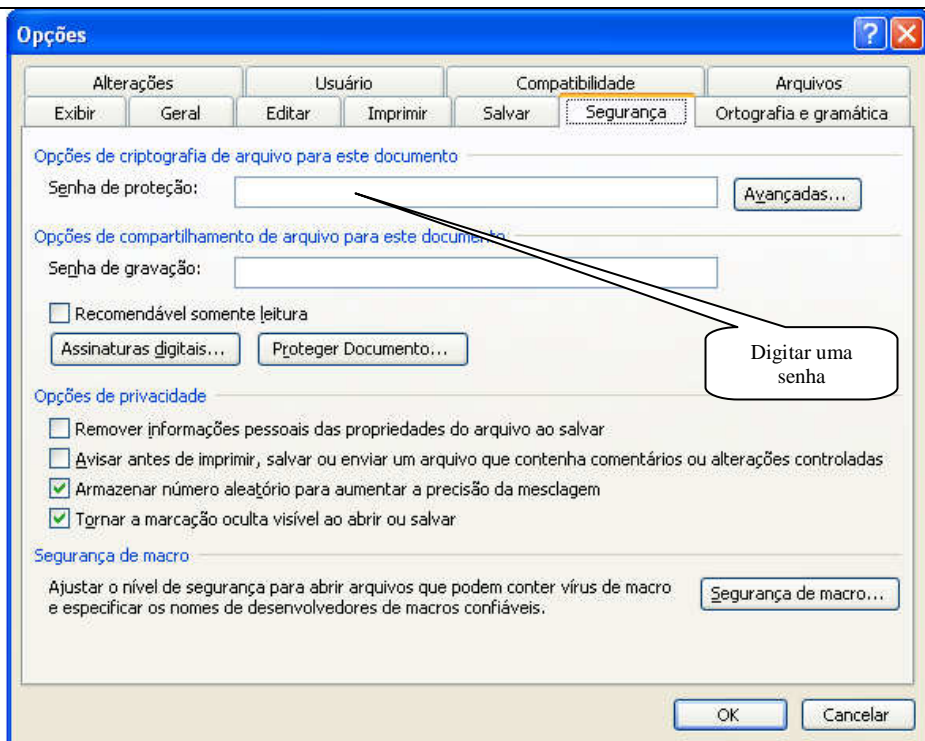 Opções
Alterações Usuário Compatibilidade Arquivos
Exibir Geral Editar Imprimir Salvar Segurança Ortografia e gramática
Opções de criptografia de arquivo para este documento
Senha de proteção:
Avançadas...
Opções de compartilhamento de arquivo para este documento
Senha de gravação:
Recomendável somente leitura
Assinaturas digitais... Proteger Documento...
Digitar uma
senha
Opções de privacidade
Remover informações pessoais das propriedades do arquivo ao salvar
Avisar antes de imprimir, salvar ou enviar um arquivo que contenha comentários ou alterações controladas
Armazenar número aleatório para aumentar a precisão da mesclagem
Tornar a marcação oculta visível ao abrir ou salvar
Segurança de macro
Ajustar o nível de segurança para abrir arquivos que podem conter vírus de macro
e especificar os nomes de desenvolvedores de macros confiáveis.
Segurança de macro...
OK Cancelar